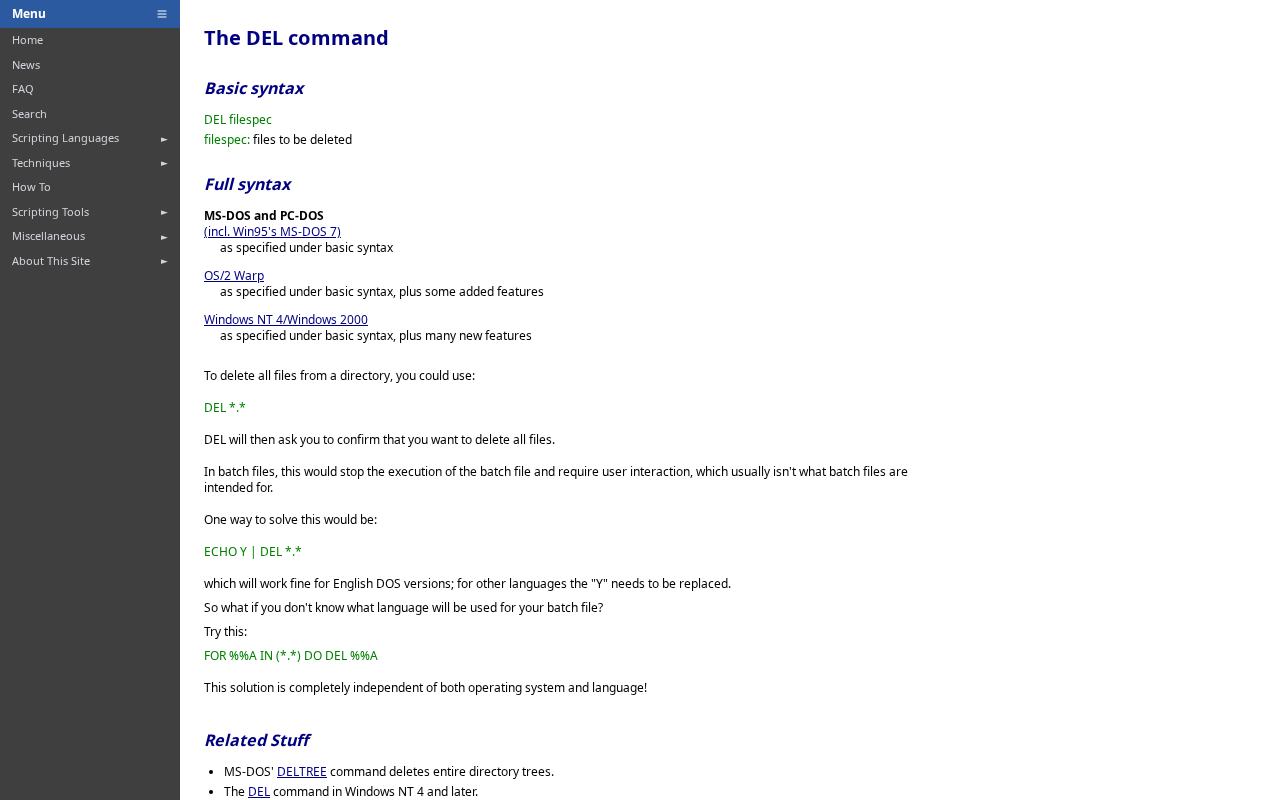 Menu
Home
News
FAQ
Search
Scripting Languages ►
Techniques ►
How To
Scripting Tools ►
Miscellaneous ►
About This Site ►
The DEL command
Basic syntax
DEL filespec
filespec: files to be deleted
Full syntax
MS-DOS and PC-DOS
(incl. Win95's MS-DOS 7)
as specified under basic syntax
OS/2 Warp
as specified under basic syntax, plus some added features
Windows NT 4/Windows 2000
as specified under basic syntax, plus many new features
To delete all files from a directory, you could use:
DEL *.*
DEL will then ask you to confirm that you want to delete all files.
In batch files, this would stop the execution of the batch file and require user interaction, which usually isn't what batch files are
intended for.
One way to solve this would be:
ECHO Y | DEL *.*
which will work fine for English DOS versions; for other languages the "Y" needs to be replaced.
So what if you don't know what language will be used for your batch file?
Try this:
FOR %%A IN (*.*) DO DEL %%A
This solution is completely independent of both operating system and language!
Related Stuff
• MS-DOS' DELTREE command deletes entire directory trees.
• The DEL command in Windows NT 4 and later.